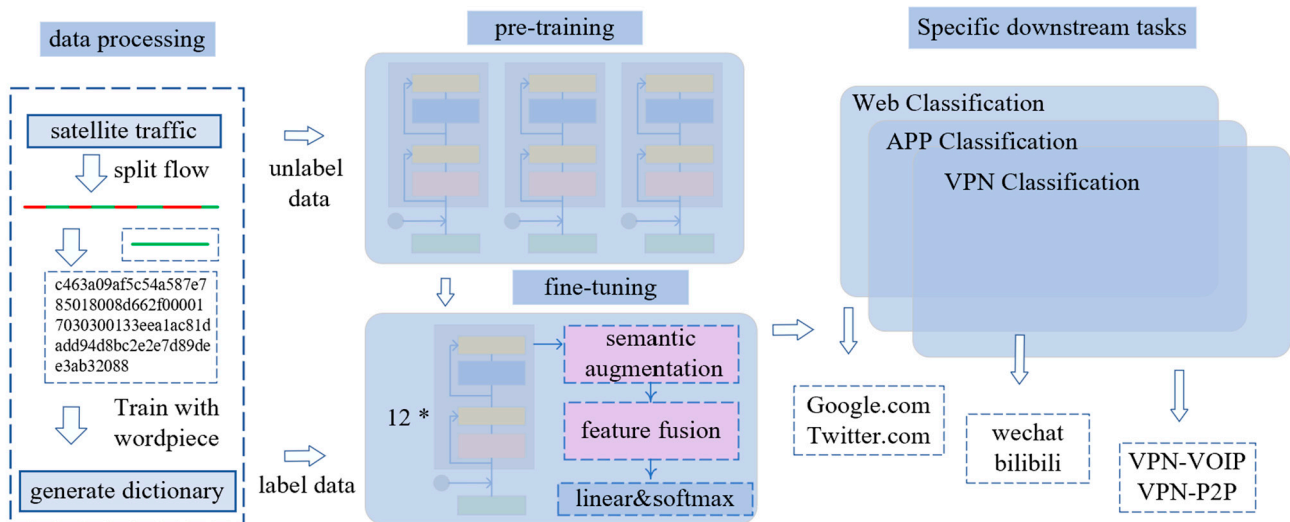 data processing
satellite traffic
split flow
c463a09af5c54a587e7
85018008d662f00001
7030300133eea1ac81d
add94d8bc2e2e7d89de
e3ab32088
Train with
wordpiece
generate dictionary
unlabel
data
label data
pre-training
fine-tuning
12 *
semantic
augmentation
feature fusion
linear&softmax
Specific downstream tasks
Web Classification
APP Classification
VPN Classification
Google.com
Twitter.com
wechat
bilibili
VPN-VOIP
VPN-P2P